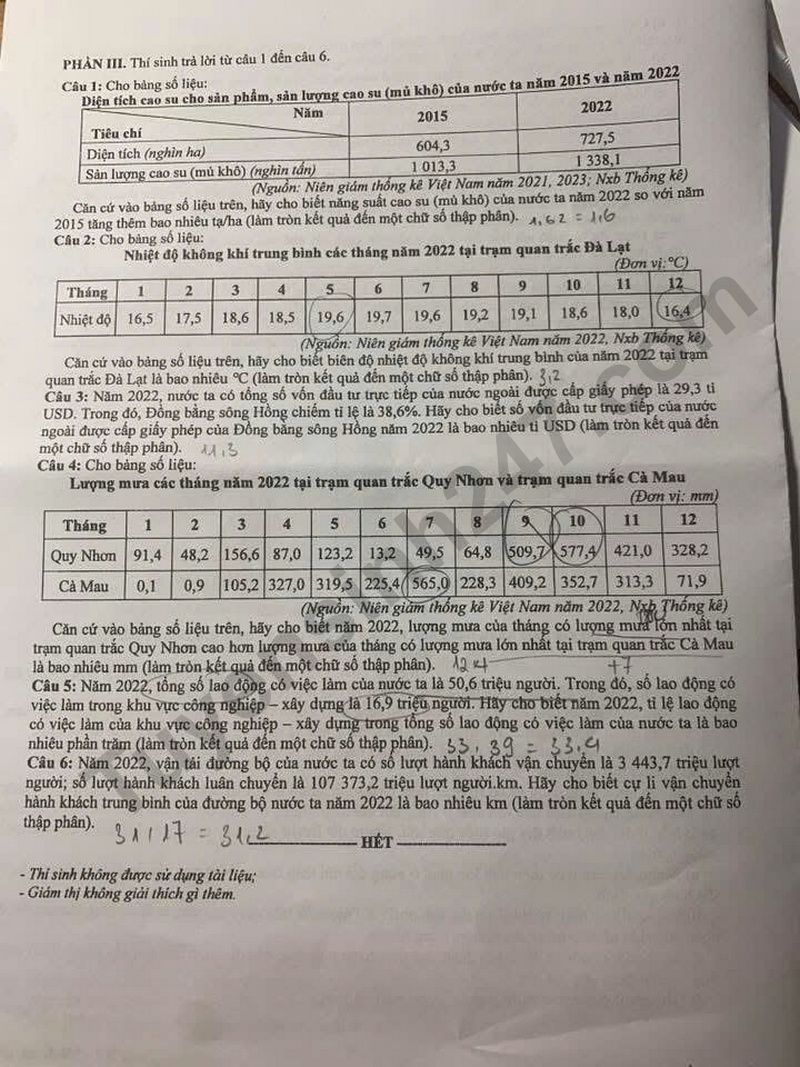 PHẦN III. Thí sinh trả lời từ câu 1 đến câu 6.
Câu 1: Cho bảng số liệu:
Diện tích cao su cho sản phẩm, sản lượng cao su (mủ khô) của nước ta năm 2015 và năm 2022
Năm 2015 2022
Tiêu chí
Diện tích (nghìn ha) 604,3 727,5
Sản lượng cao su (mủ khô) (nghìn tấn) 1 013,3 1 338,1
(Nguồn: Niên giám thống kê Việt Nam năm 2021, 2023; Nxb Thống kê)
Căn cứ vào bảng số liệu trên, hãy cho biết năng suất cao su (mủ khô) của nước ta năm 2022 so với năm
2015 tăng thêm bao nhiêu tạ/ha (làm tròn kết quả đến một chữ số thập phân). 1,62 = 1,6
Câu 2: Cho bảng số liệu:
Nhiệt độ không khí trung bình các tháng năm 2022 tại trạm quan trắc Đà Lạt
(Đơn vị:°C)
Tháng 1 2 3 4 5 6 7 8 9 10 11 12
Nhiệt độ 16,5 17,5 18,6 18,5 19,6 19,7 19,6 19,2 19,1 18,6 18,0 16,4
(Nguồn: Niên giám thống kê Việt Nam năm 2022, Nxb Thống kê)
Căn cứ vào bảng số liệu trên, hãy cho biết biên độ nhiệt độ không khí trung bình của năm 2022 tại trạm
quan trắc Đà Lạt là bao nhiêu °C (làm tròn kết quả đến một chữ số thập phân). 3,2
Câu 3: Năm 2022, nước ta có tổng số vốn đầu tư trực tiếp của nước ngoài được cấp giấy phép là 29,3 tỉ
USD. Trong đó, Đồng bằng sông Hồng chiếm tỉ lệ là 38,6%. Hãy cho biết số vốn đầu tư trực tiếp của nước
ngoài được cấp giấy phép của Đồng bằng sông Hồng năm 2022 là bao nhiêu tỉ USD (làm tròn kết quả đến
một chữ số thập phân). 11,3
Câu 4: Cho bảng số liệu:
Lượng mưa các tháng năm 2022 tại trạm quan trắc Quy Nhơn và trạm quan trắc Cà Mau
(Đơn vị: mm)
Tháng 1 2 3 4 5 6 7 8 9 10 11 12
Quy Nhơn 91,4 48,2 156,6 87,0 123,2 13,2 49,5 64,8 509,7 577,4 421,0 328,2
Cà Mau 0,1 0,9 105,2 327,0 319,5 225,4 565,0 228,3 409,2 352,7 313,3 71,9
(Nguồn: Niên giám thống kê Việt Nam năm 2022, Nxb Thống kê)
Căn cứ vào bảng số liệu trên, hãy cho biết năm 2022, lượng mưa của tháng có lượng mưa lớn nhất tại
trạm quan trắc Quy Nhơn cao hơn lượng mưa của tháng có lượng mưa lớn nhất tại trạm quan trắc Cà Mau
là bao nhiêu mm (làm tròn kết quả đến một chữ số thập phân). 12,4
Câu 5: Năm 2022, tổng số lao động có việc làm của nước ta là 50,6 triệu người. Trong đó, số lao động có
việc làm trong khu vực công nghiệp – xây dựng là 16,9 triệu người. Hãy cho biết năm 2022, tỉ lệ lao động
có việc làm của khu vực công nghiệp – xây dựng trong tổng số lao động có việc làm của nước ta là bao
nhiêu phần trăm (làm tròn kết quả đến một chữ số thập phân). 33,39 = 33,4
Câu 6: Năm 2022, vận tải đường bộ của nước ta có số lượt hành khách vận chuyển là 3 443,7 triệu lượt
người; số lượt hành khách luân chuyển là 107 373,2 triệu lượt người.km. Hãy cho biết cự li vận chuyển
hành khách trung bình của đường bộ nước ta năm 2022 là bao nhiêu km (làm tròn kết quả đến một chữ số
thập phân). 31,17 = 31,2
HẾT
- Thí sinh không được sử dụng tài liệu;
- Giám thị không giải thích gì thêm.